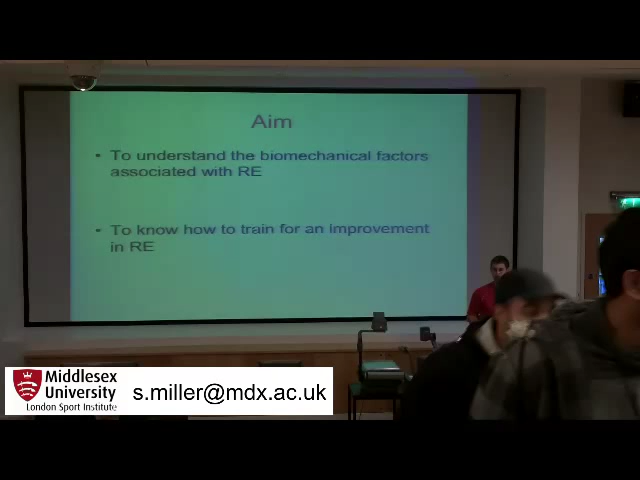 Aim
• To understand the biomechanical factors
associated with RE
• To know how to train for an improvement
in RE
Middlesex
University
London Sport Institute
s.miller@mdx.ac.uk